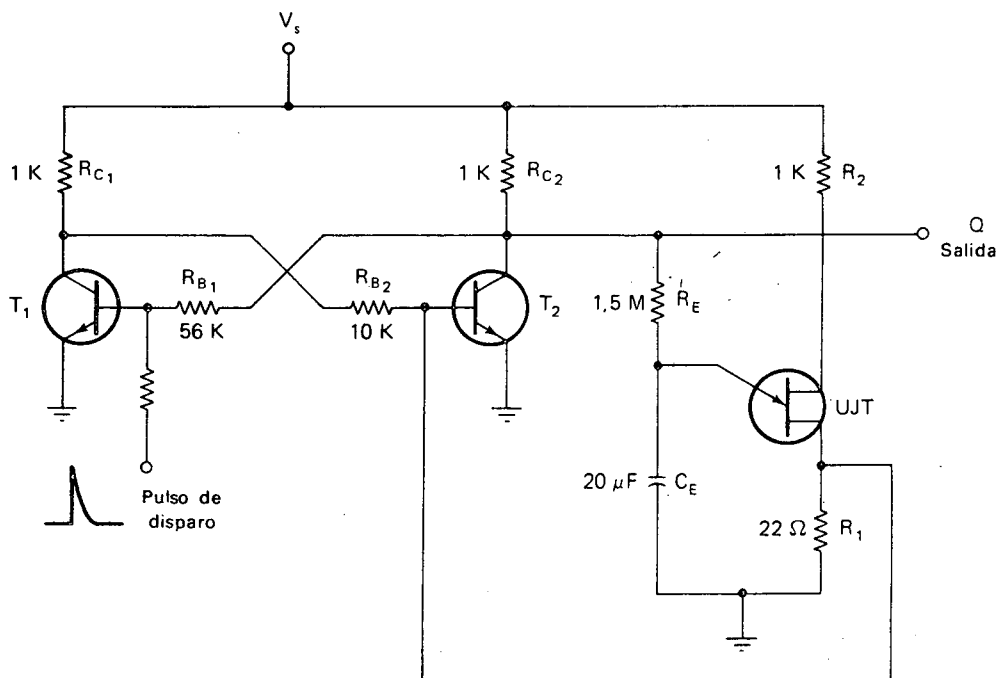 Vs
1 K
RC1
1 K
RC2
1 K
R2
Q
Salida
T1
RB1
56 K
RB2
10 K
T2
1,5 M
RE
UJT
20 μF
CE
22 Ω
R1
Pulso de
disparo